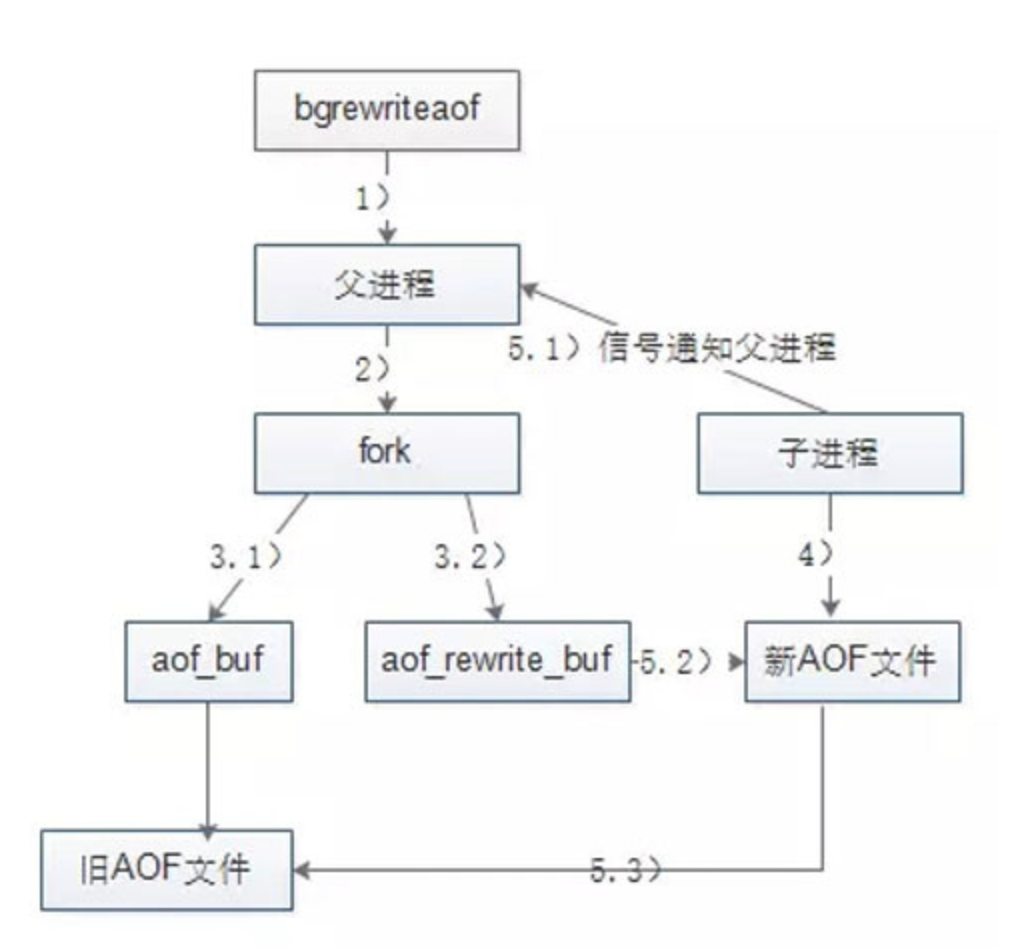 bgrewriteaof
1)
父进程
5.1) 信号通知父进程
2)
fork
子进程
3.1)
3.2)
4)
aof_buf
aof_rewrite_buf
5.2)
新AOF文件
旧AOF文件
5.3)